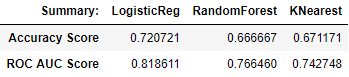 Summary: LogisticReg RandomForest KNearest
Accuracy Score 0.720721 0.666667 0.671171
ROC AUC Score 0.818611 0.766460 0.742748